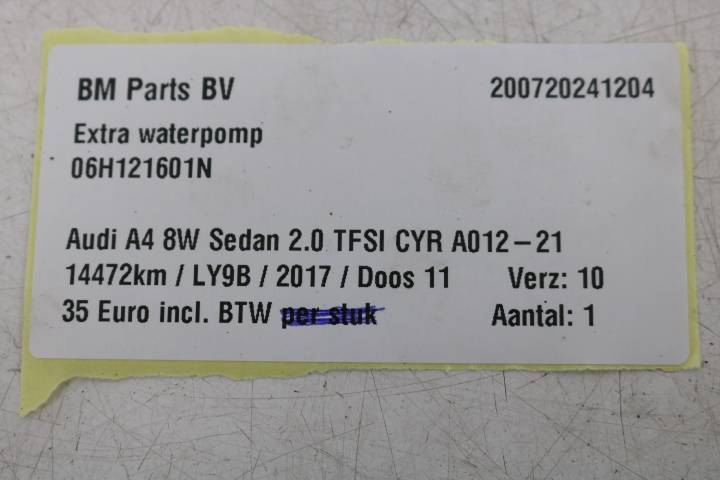 BM Parts BV 200720241204
Extra waterpomp
06H121601N
Audi A4 8W Sedan 2.0 TFSI CYR A012-21
14472km / LY9B / 2017 / Doos 11 Verz: 10
35 Euro incl. BTW per stuk Aantal: 1